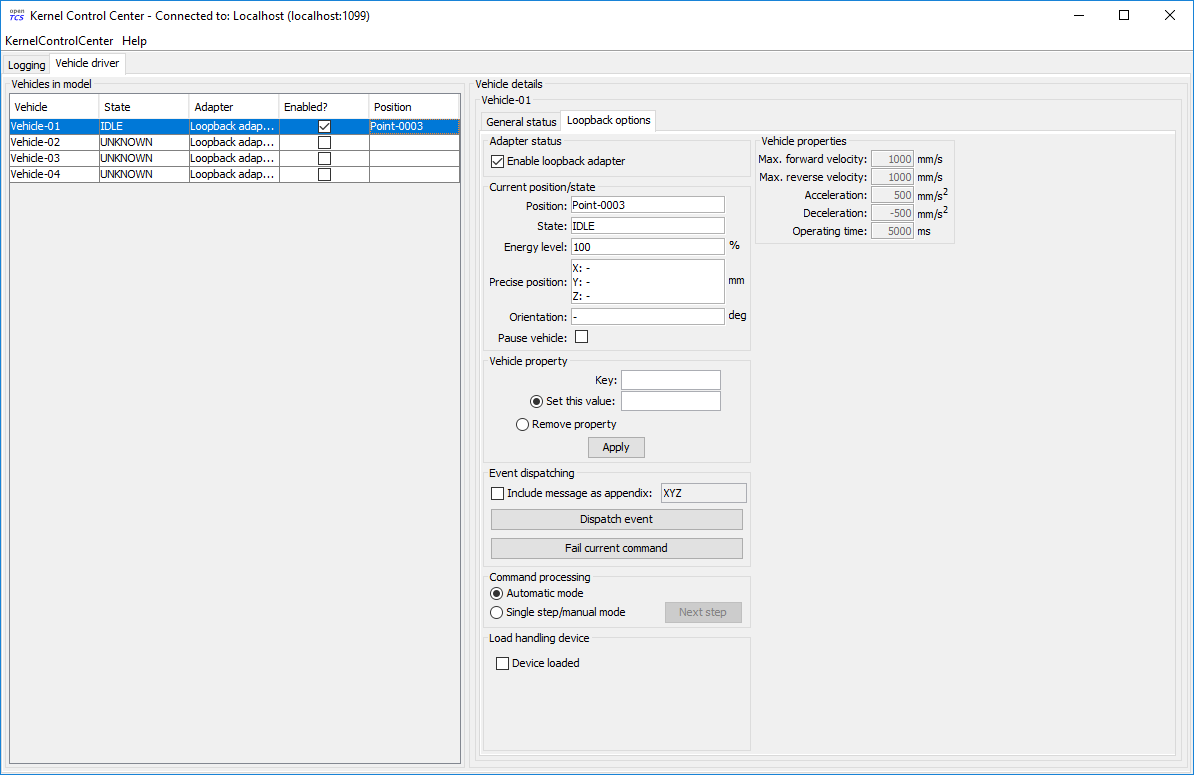 open
TCS Kernel Control Center - Connected to: Localhost (localhost:1099)
KernelControlCenter Help
Logging Vehicle driver
Vehicles in model
Vehicle State Adapter Enabled? Position
Vehicle-01 IDLE Loopback adap... Point-0003
Vehicle-02 UNKNOWN Loopback adap...
Vehicle-03 UNKNOWN Loopback adap...
Vehicle-04 UNKNOWN Loopback adap...
Vehicle details
Vehicle-01
General status Loopback options
Adapter status
Enable loopback adapter
Current position/state
Position: Point-0003
State: IDLE
Energy level: 100 %
Precise position: X: -
Y: - mm
Z: -
Orientation: - deg
Pause vehicle:
Vehicle property
Key:
Set this value:
Remove property
Apply
Event dispatching
Include message as appendix: XYZ
Dispatch event
Fail current command
Command processing
Automatic mode
Single step/manual mode Next step
Load handling device
Device loaded
Vehicle properties
Max. forward velocity: 1000 mm/s
Max. reverse velocity: 1000 mm/s
Acceleration: 500 mm/s²
Deceleration: -500 mm/s²
Operating time: 5000 ms